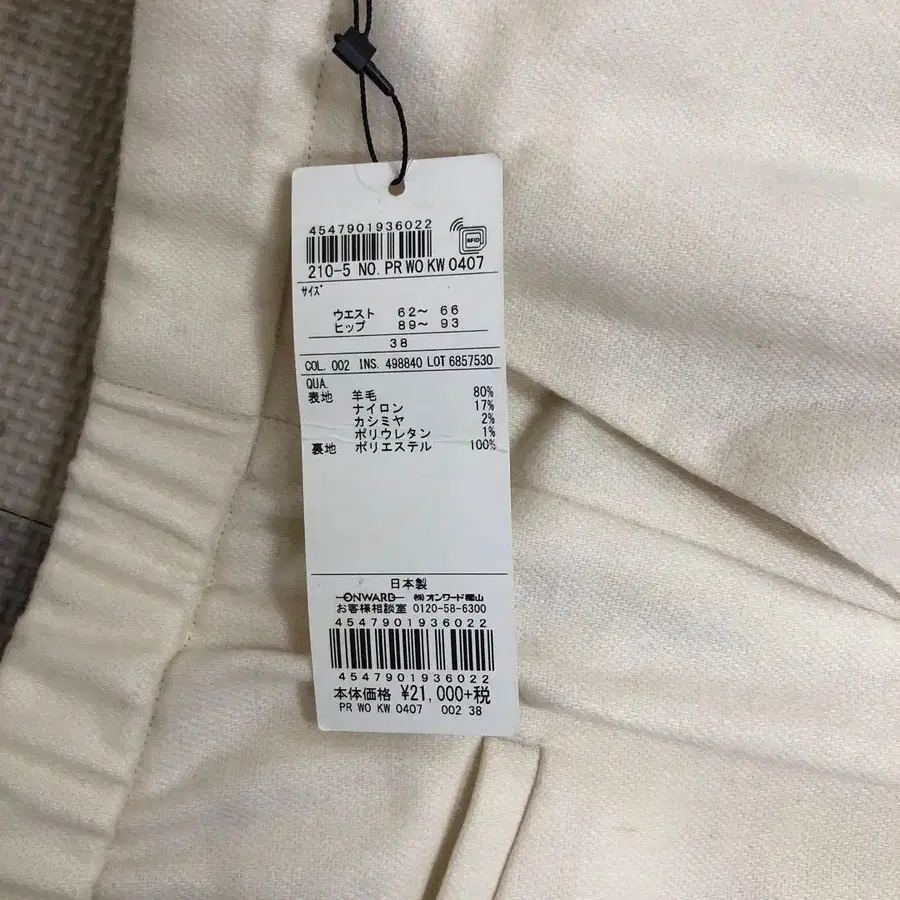 4547901936022
RFID
210-5 NO. PR WO KW 0407
ｻｲｽﾞ
ウエスト 62〜 66
ヒップ 89〜 93
38
COL. 002 INS. 498840 LOT 6857530
QUA.
表地 羊毛 80%
ナイロン 17%
カシミヤ 2%
ポリウレタン 1%
裏地 ポリエステル 100%
日本製
ONWARD ㈱オンワード樫山
お客様相談室 0120-58-6300
4547901936022
4547901936022
本体価格 ¥21,000+税
PR WO KW 0407 002 38